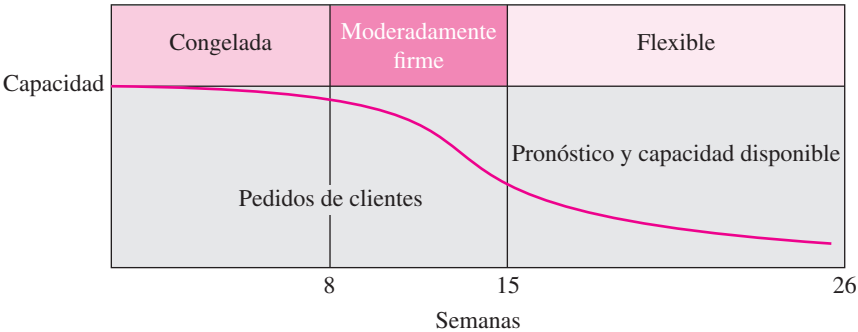 Congelada
Moderadamente
firme
Flexible
Capacidad
Pronóstico y capacidad disponible
Pedidos de clientes
8
15
26
Semanas